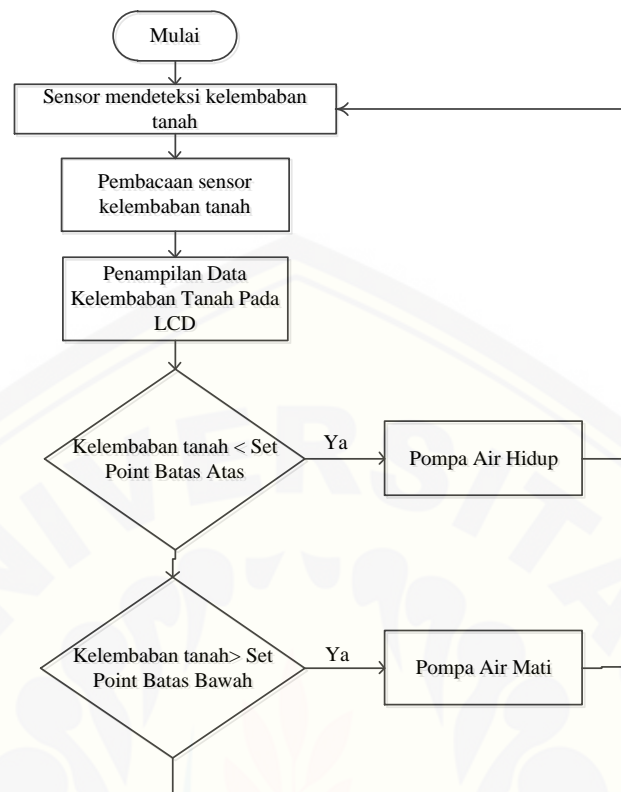 Mulai
Sensor mendeteksi kelembaban
tanah
Pembacaan sensor
kelembaban tanah
Penampilan Data
Kelembaban Tanah Pada
LCD
Kelembaban tanah < Set
Point Batas Atas
Ya
Pompa Air Hidup
Kelembaban tanah> Set
Point Batas Bawah
Ya
Pompa Air Mati
NIVERSITA